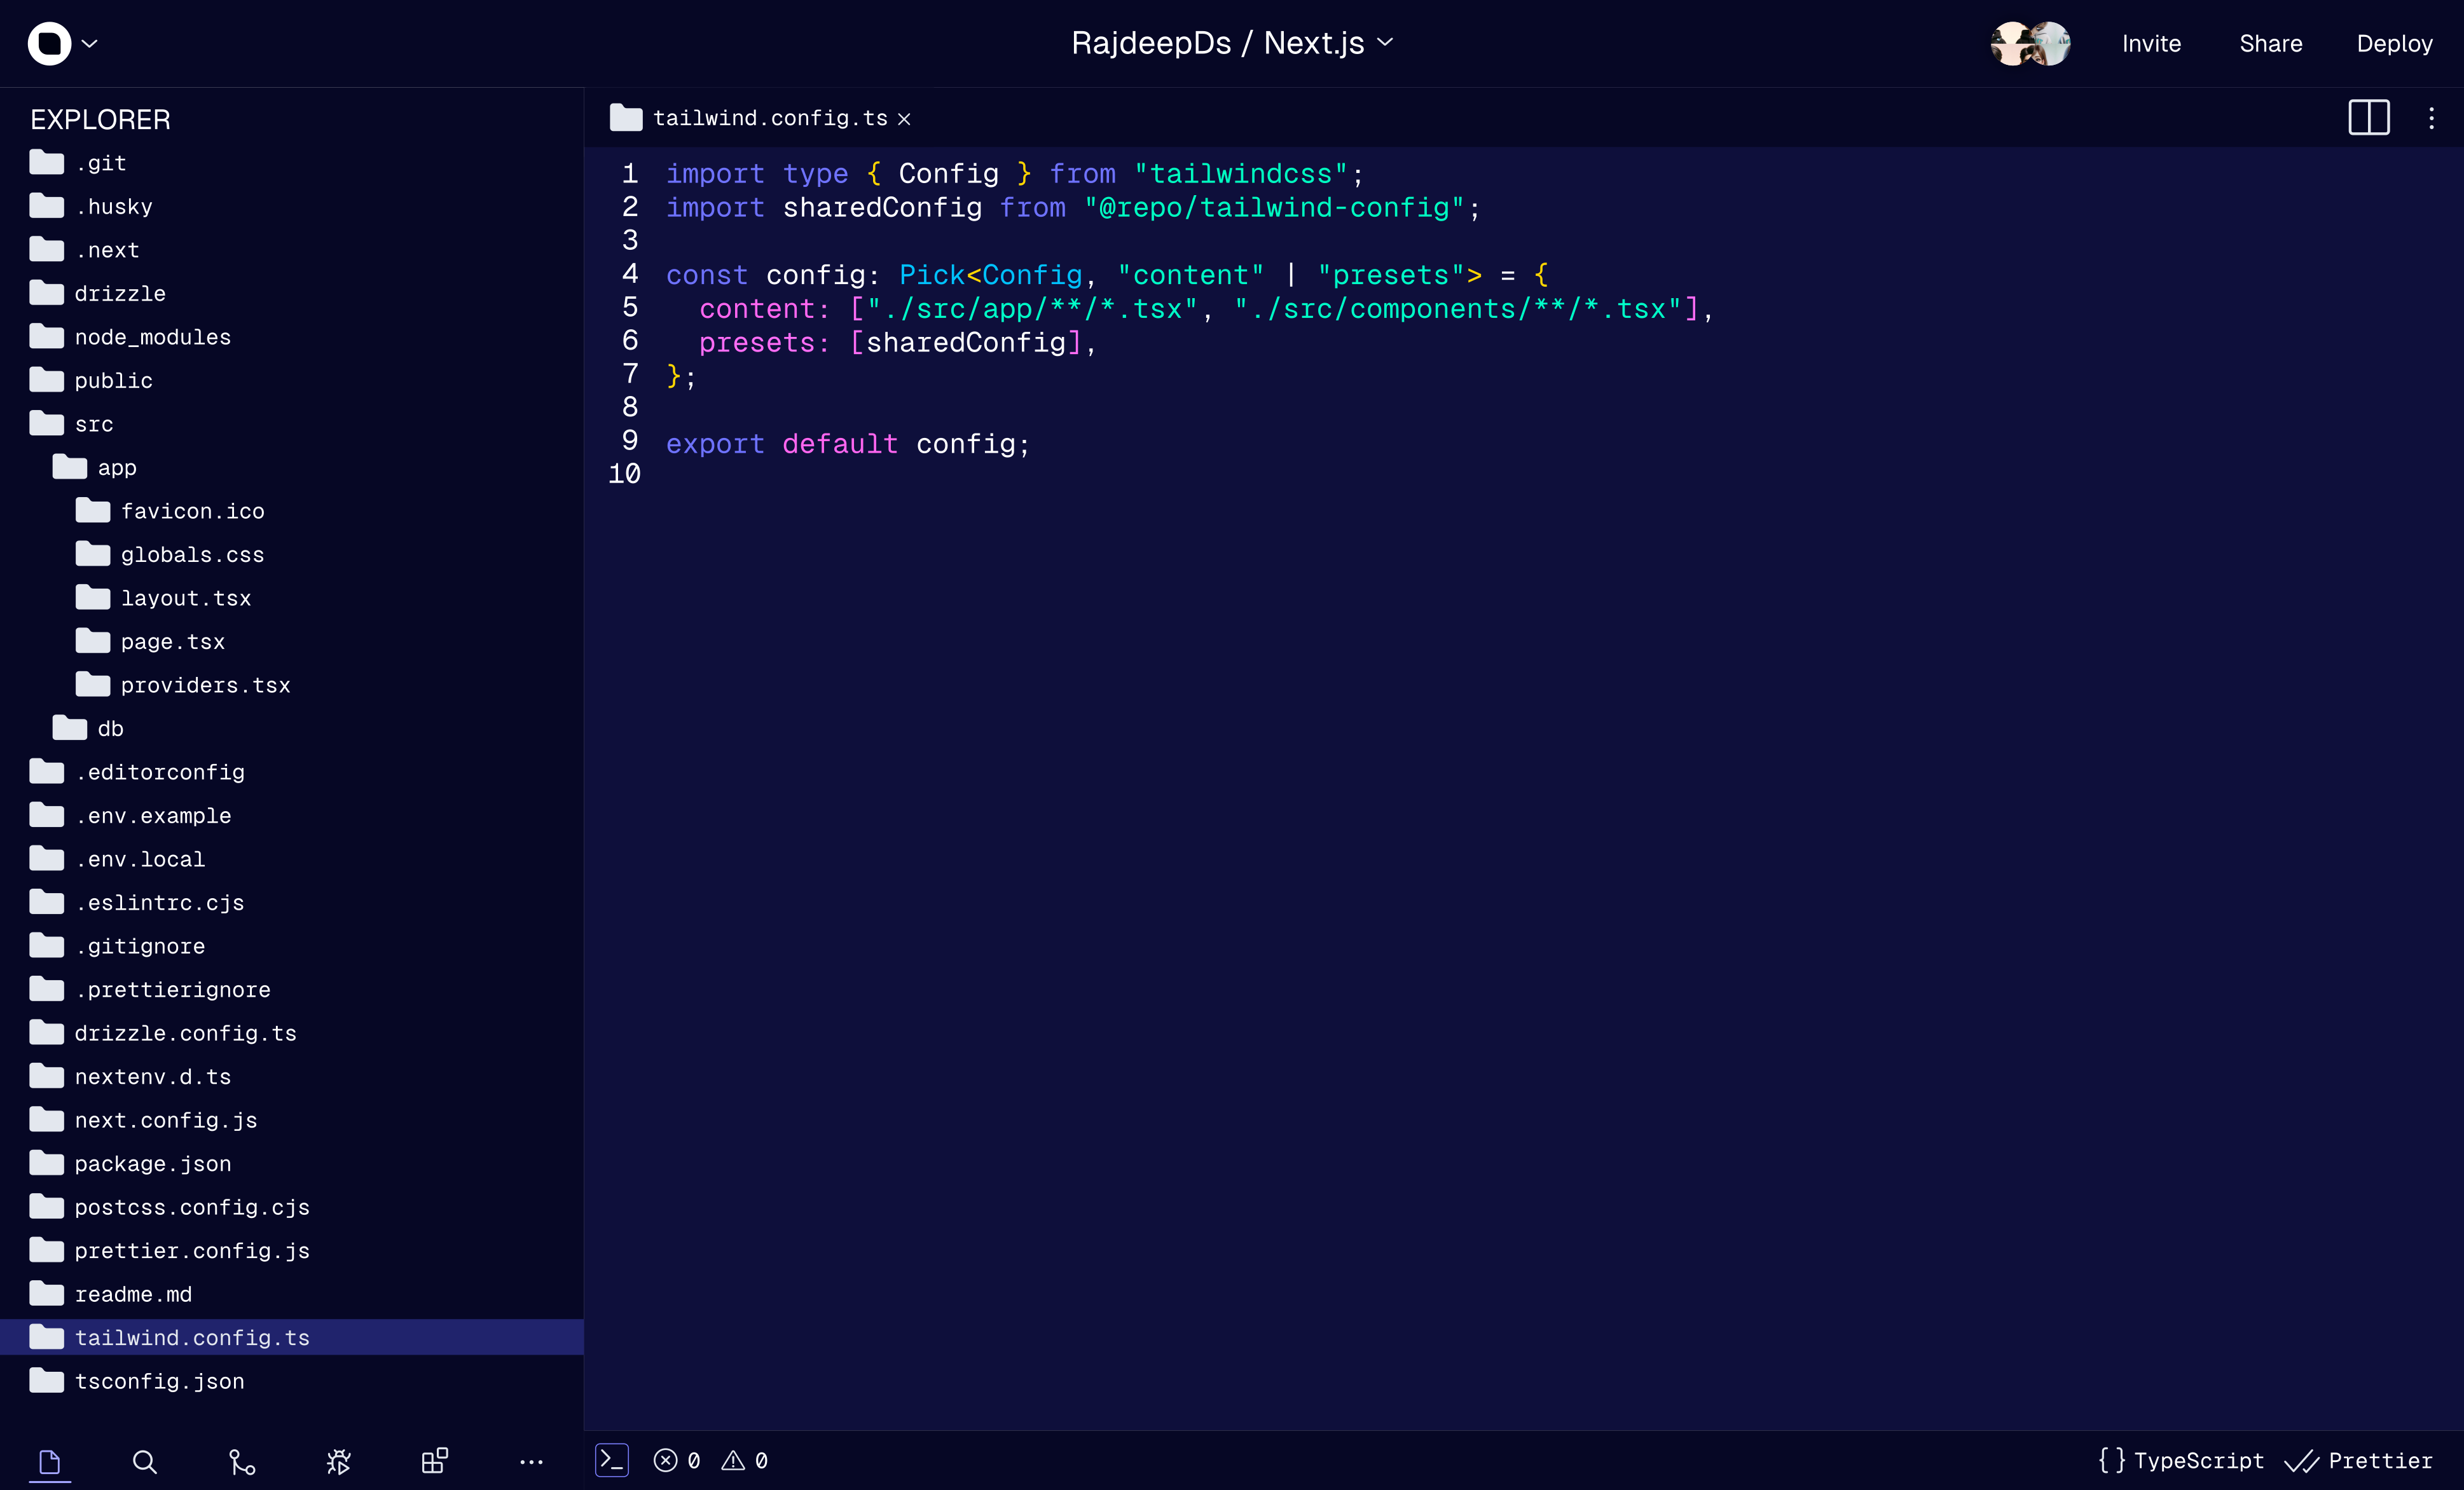 RajdeepDs / Next.js
Invite
Share
Deploy
EXPLORER
.git
.husky
.next
drizzle
node_modules
public
src
app
favicon.ico
globals.css
layout.tsx
page.tsx
providers.tsx
db
.editorconfig
.env.example
.env.local
.eslintrc.cjs
.gitignore
.prettierignore
drizzle.config.ts
nextenv.d.ts
next.config.js
package.json
postcss.config.cjs
prettier.config.js
readme.md
tailwind.config.ts
tsconfig.json
tailwind.config.ts
1 import type { Config } from "tailwindcss";
2 import sharedConfig from "@repo/tailwind-config";
3
4 const config: Pick<Config, "content" | "presets"> = {
5   content: ["./src/app/**/*.tsx", "./src/components/**/*.tsx"],
6   presets: [sharedConfig],
7 };
8
9 export default config;
10
0
0
{} TypeScript
Prettier